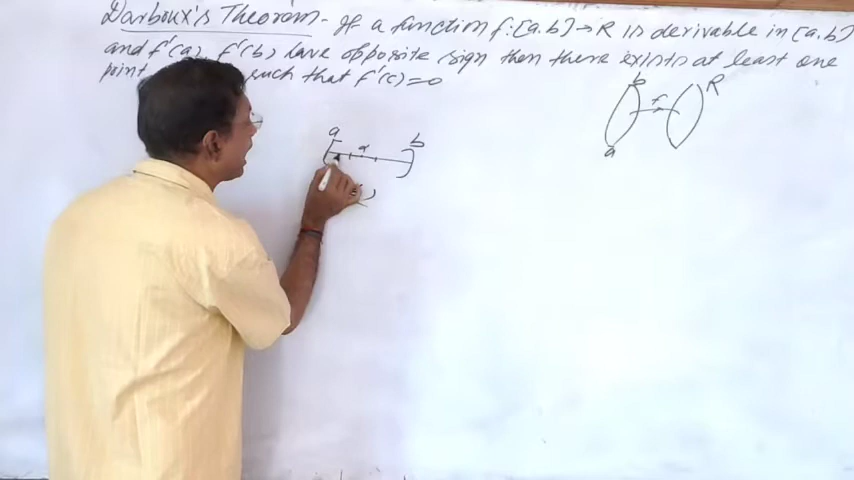 Darboux's Theorem - If a function f: [a.b] → R is derivable in [a.b]
and f'(a), f'(b) have opposite sign then there exists at least one
point such that f'(c)=0
b f R
a
a b